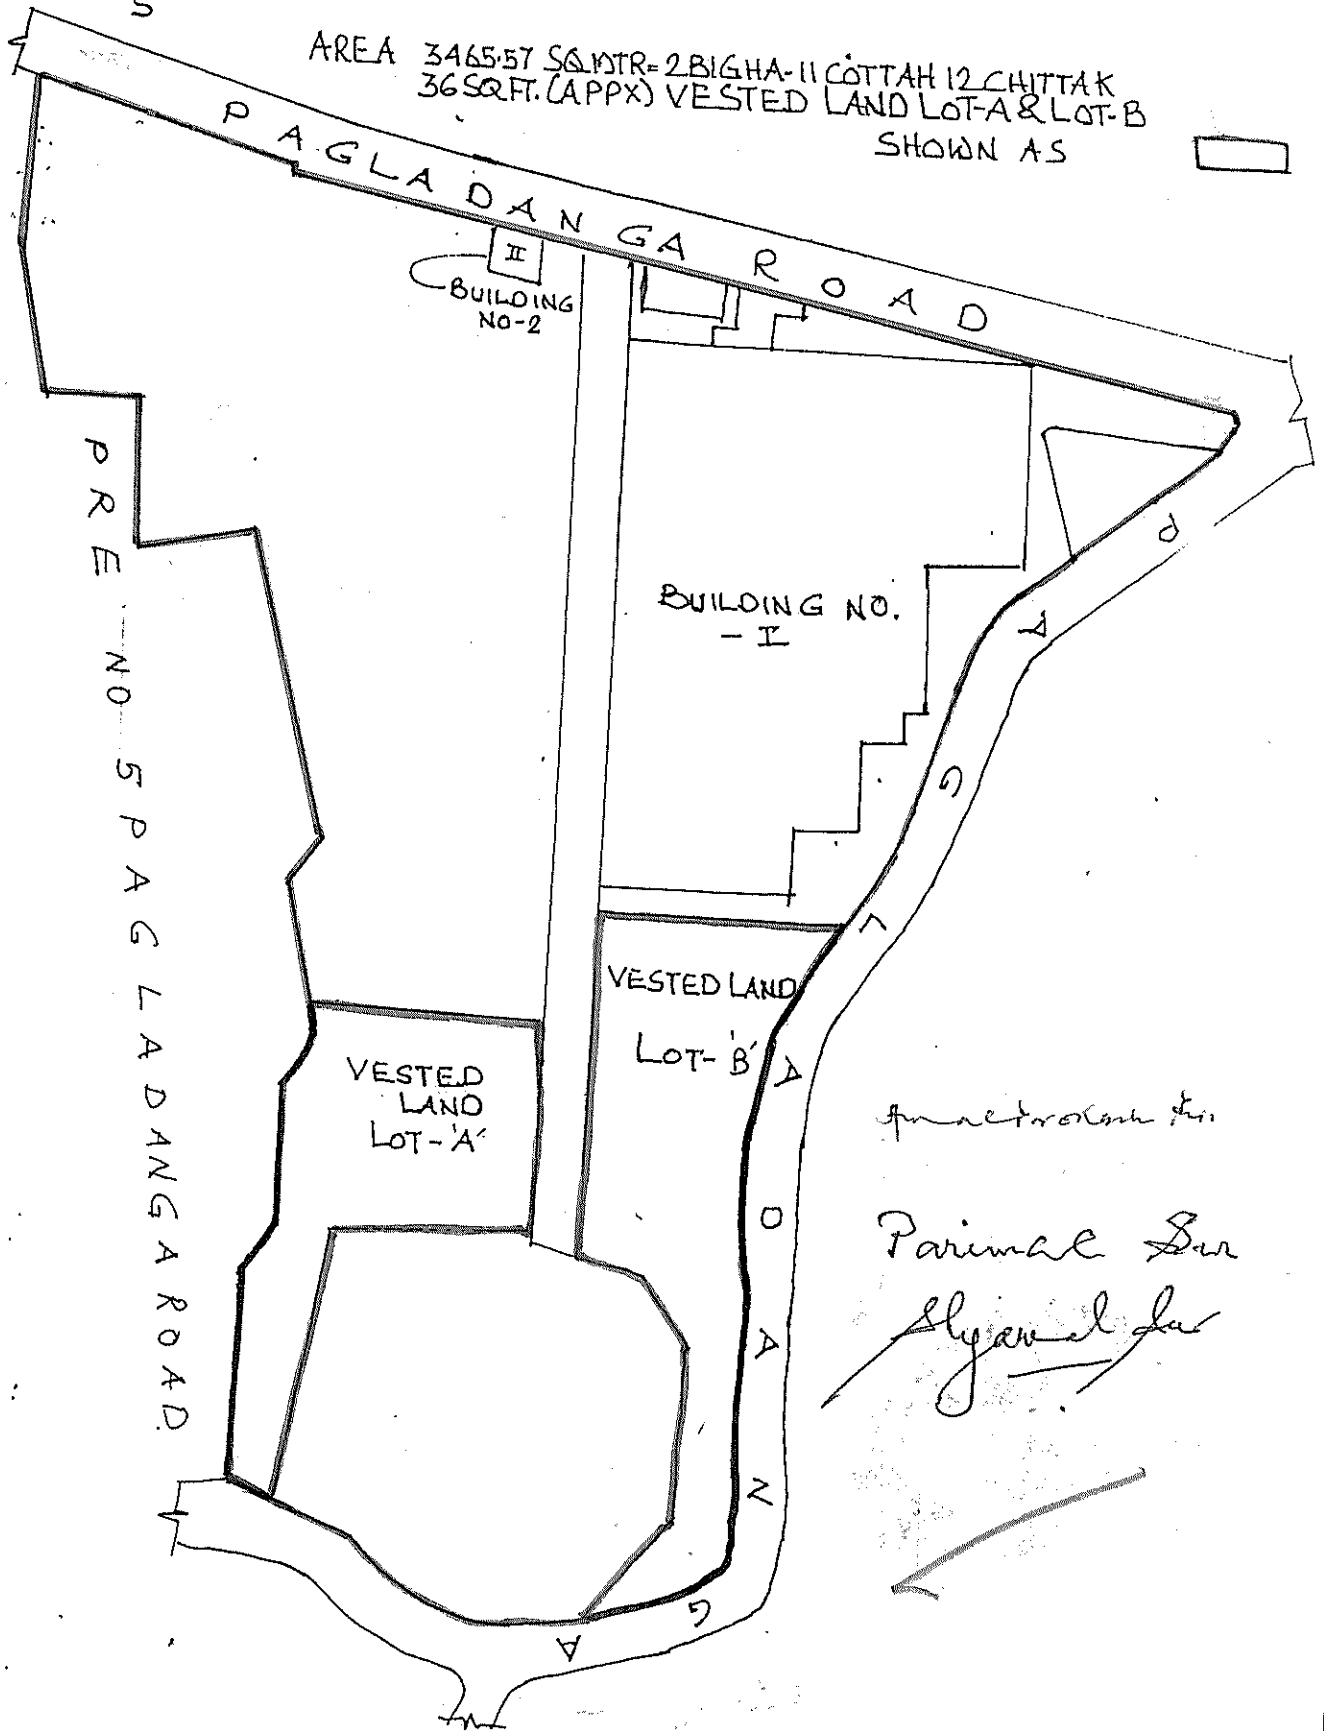 S
AREA 3465.57 SQ.MTR= 2 BIGHA-11 COTTAH 12 CHITTAK
36 SQ.FT. (APPX) VESTED LAND LOT-A & LOT-B
SHOWN AS
PAGLADANGA ROAD
II
BUILDING
NO-2
BUILDING NO.
- I
PRE-NO 5 PAGLADANGA ROAD.
PAGLADANGA
VESTED LAND
LOT-'B'
VESTED
LAND
LOT-'A'
Parimal Sur
Shyamal Sur